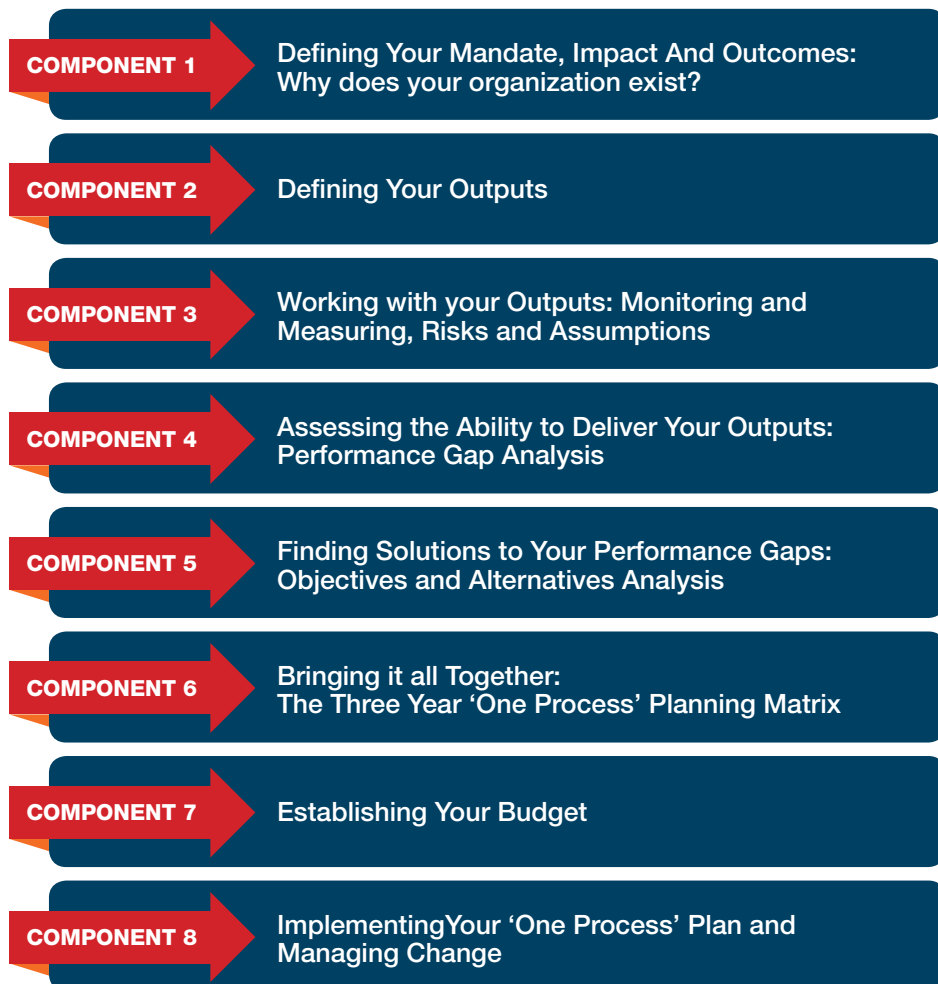 COMPONENT 1
Defining Your Mandate, Impact And Outcomes:
Why does your organization exist?
COMPONENT 2
Defining Your Outputs
COMPONENT 3
Working with your Outputs: Monitoring and
Measuring, Risks and Assumptions
COMPONENT 4
Assessing the Ability to Deliver Your Outputs:
Performance Gap Analysis
COMPONENT 5
Finding Solutions to Your Performance Gaps:
Objectives and Alternatives Analysis
COMPONENT 6
Bringing it all Together:
The Three Year ‘One Process’ Planning Matrix
COMPONENT 7
Establishing Your Budget
COMPONENT 8
ImplementingYour ‘One Process’ Plan and
Managing Change